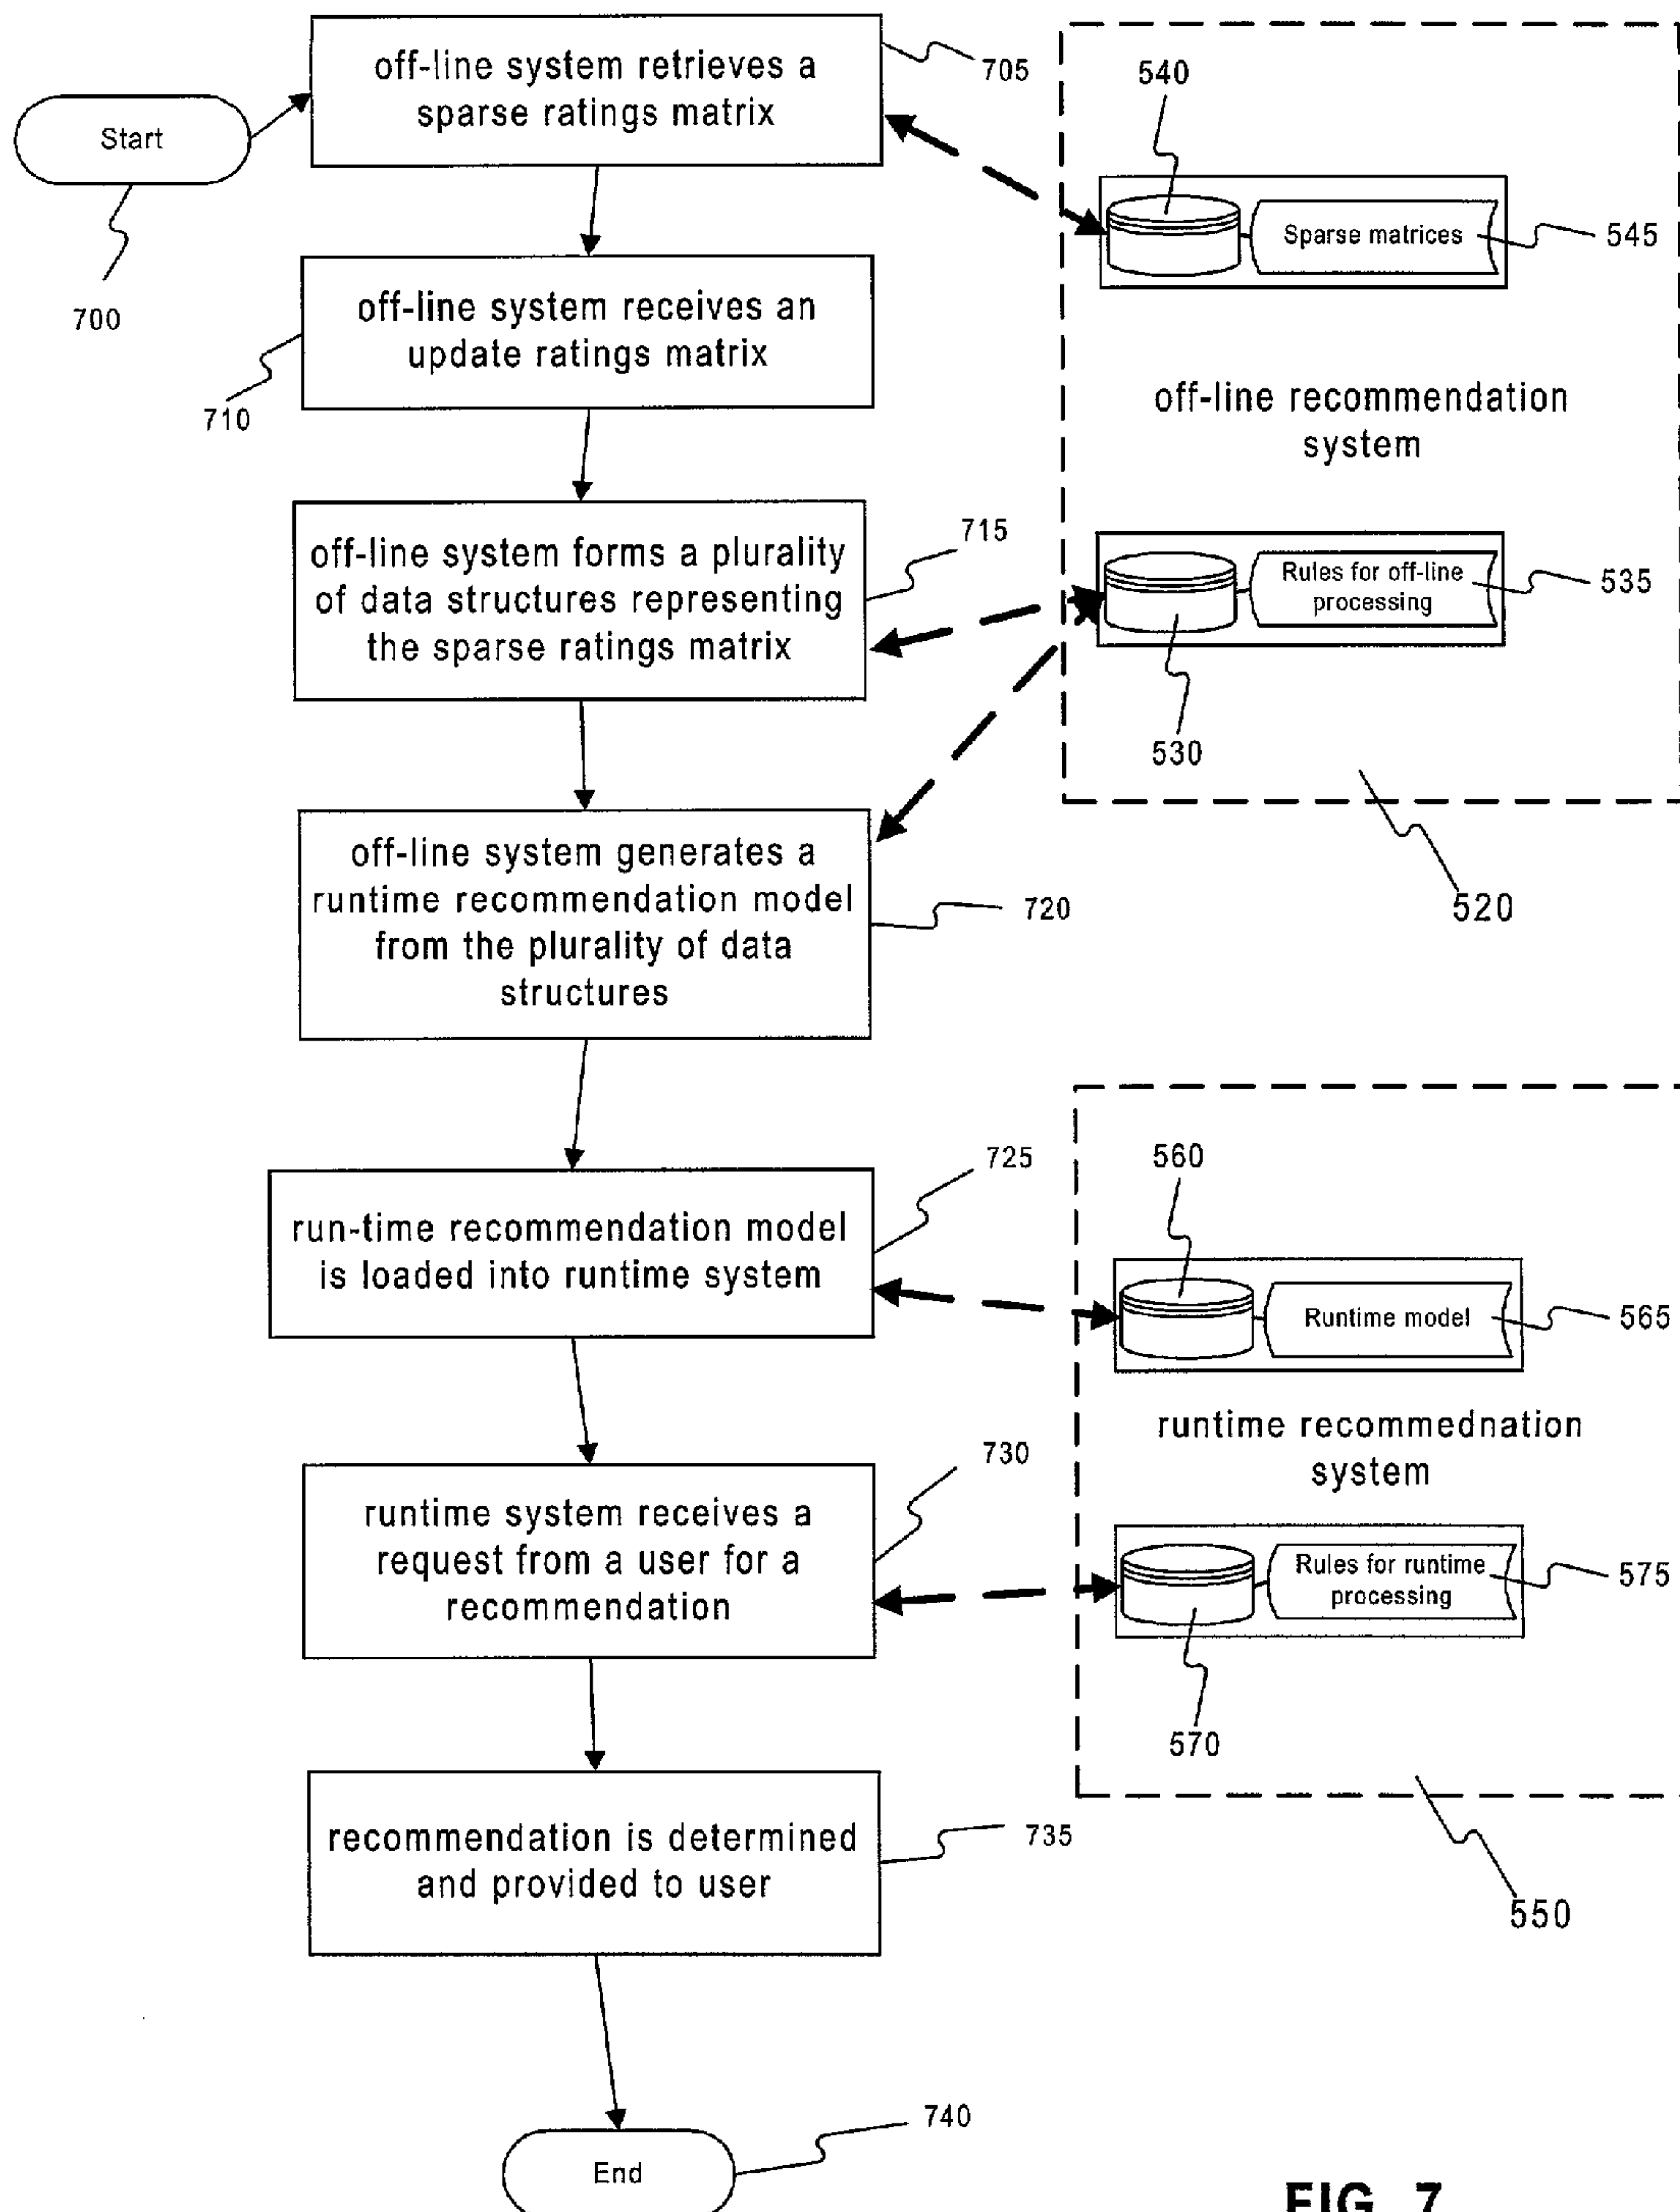 off-line system retrieves a
sparse ratings matrix
705
Start
700
off-line system receives an
update ratings matrix
710
off-line system forms a plurality
of data structures representing
the sparse ratings matrix
715
off-line system generates a
runtime recommendation model
from the plurality of data
structures
720
run-time recommendation model
is loaded into runtime system
725
runtime system receives a
request from a user for a
recommendation
730
recommendation is determined
and provided to user
735
End
740
540
Sparse matrices
545
off-line recommendation
system
Rules for off-line
processing
535
530
520
560
Runtime model
565
runtime recommednation
system
Rules for runtime
processing
575
570
550
FIG. 7